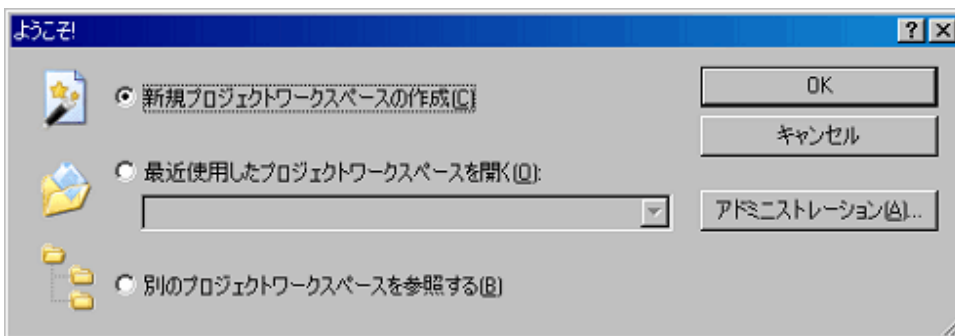 ようこそ!
新規プロジェクトワークスペースの作成(C)
OK
キャンセル
最近使用したプロジェクトワークスペースを開く(O):
アドミニストレーション(A)...
別のプロジェクトワークスペースを参照する(B)